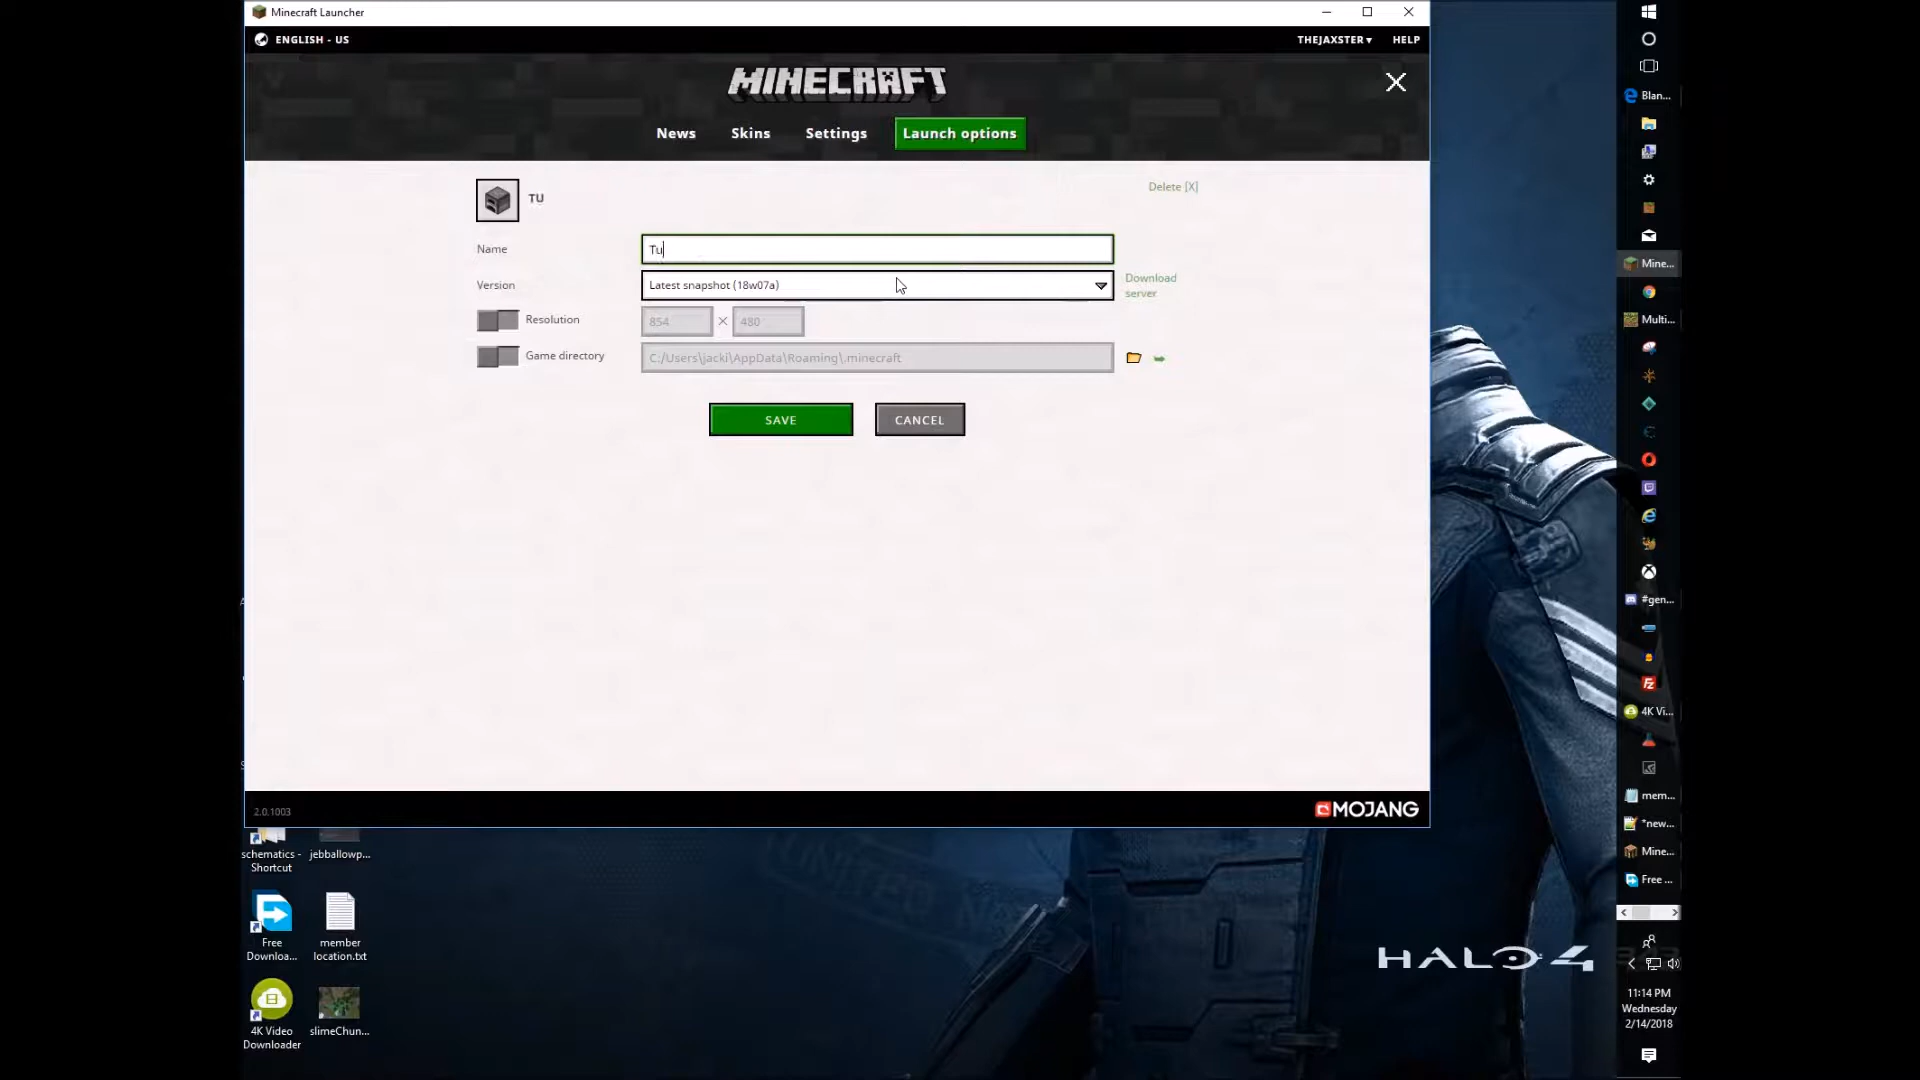 Minecraft Launcher
ENGLISH - US
THEJAXSTER▾ HELP
MINECRAFT
News Skins Settings Launch options
TU
Delete [X]
Name Tu
Version Latest snapshot (18w07a)
Download
server
Resolution 854 × 480
Game directory C:/Users\jacki\AppData\Roaming\.minecraft
SAVE CANCEL
2.0.1003
MOJANG
schematics -
Shortcut
jebballowp...
Free
Downloa...
member
location.txt
4K Video
Downloader
slimeChun...
HALO 4
Blan...
Mine...
Multi...
#gen...
4K Vi...
mem...
*new...
Mine...
Free ...
11:14 PM
Wednesday
2/14/2018